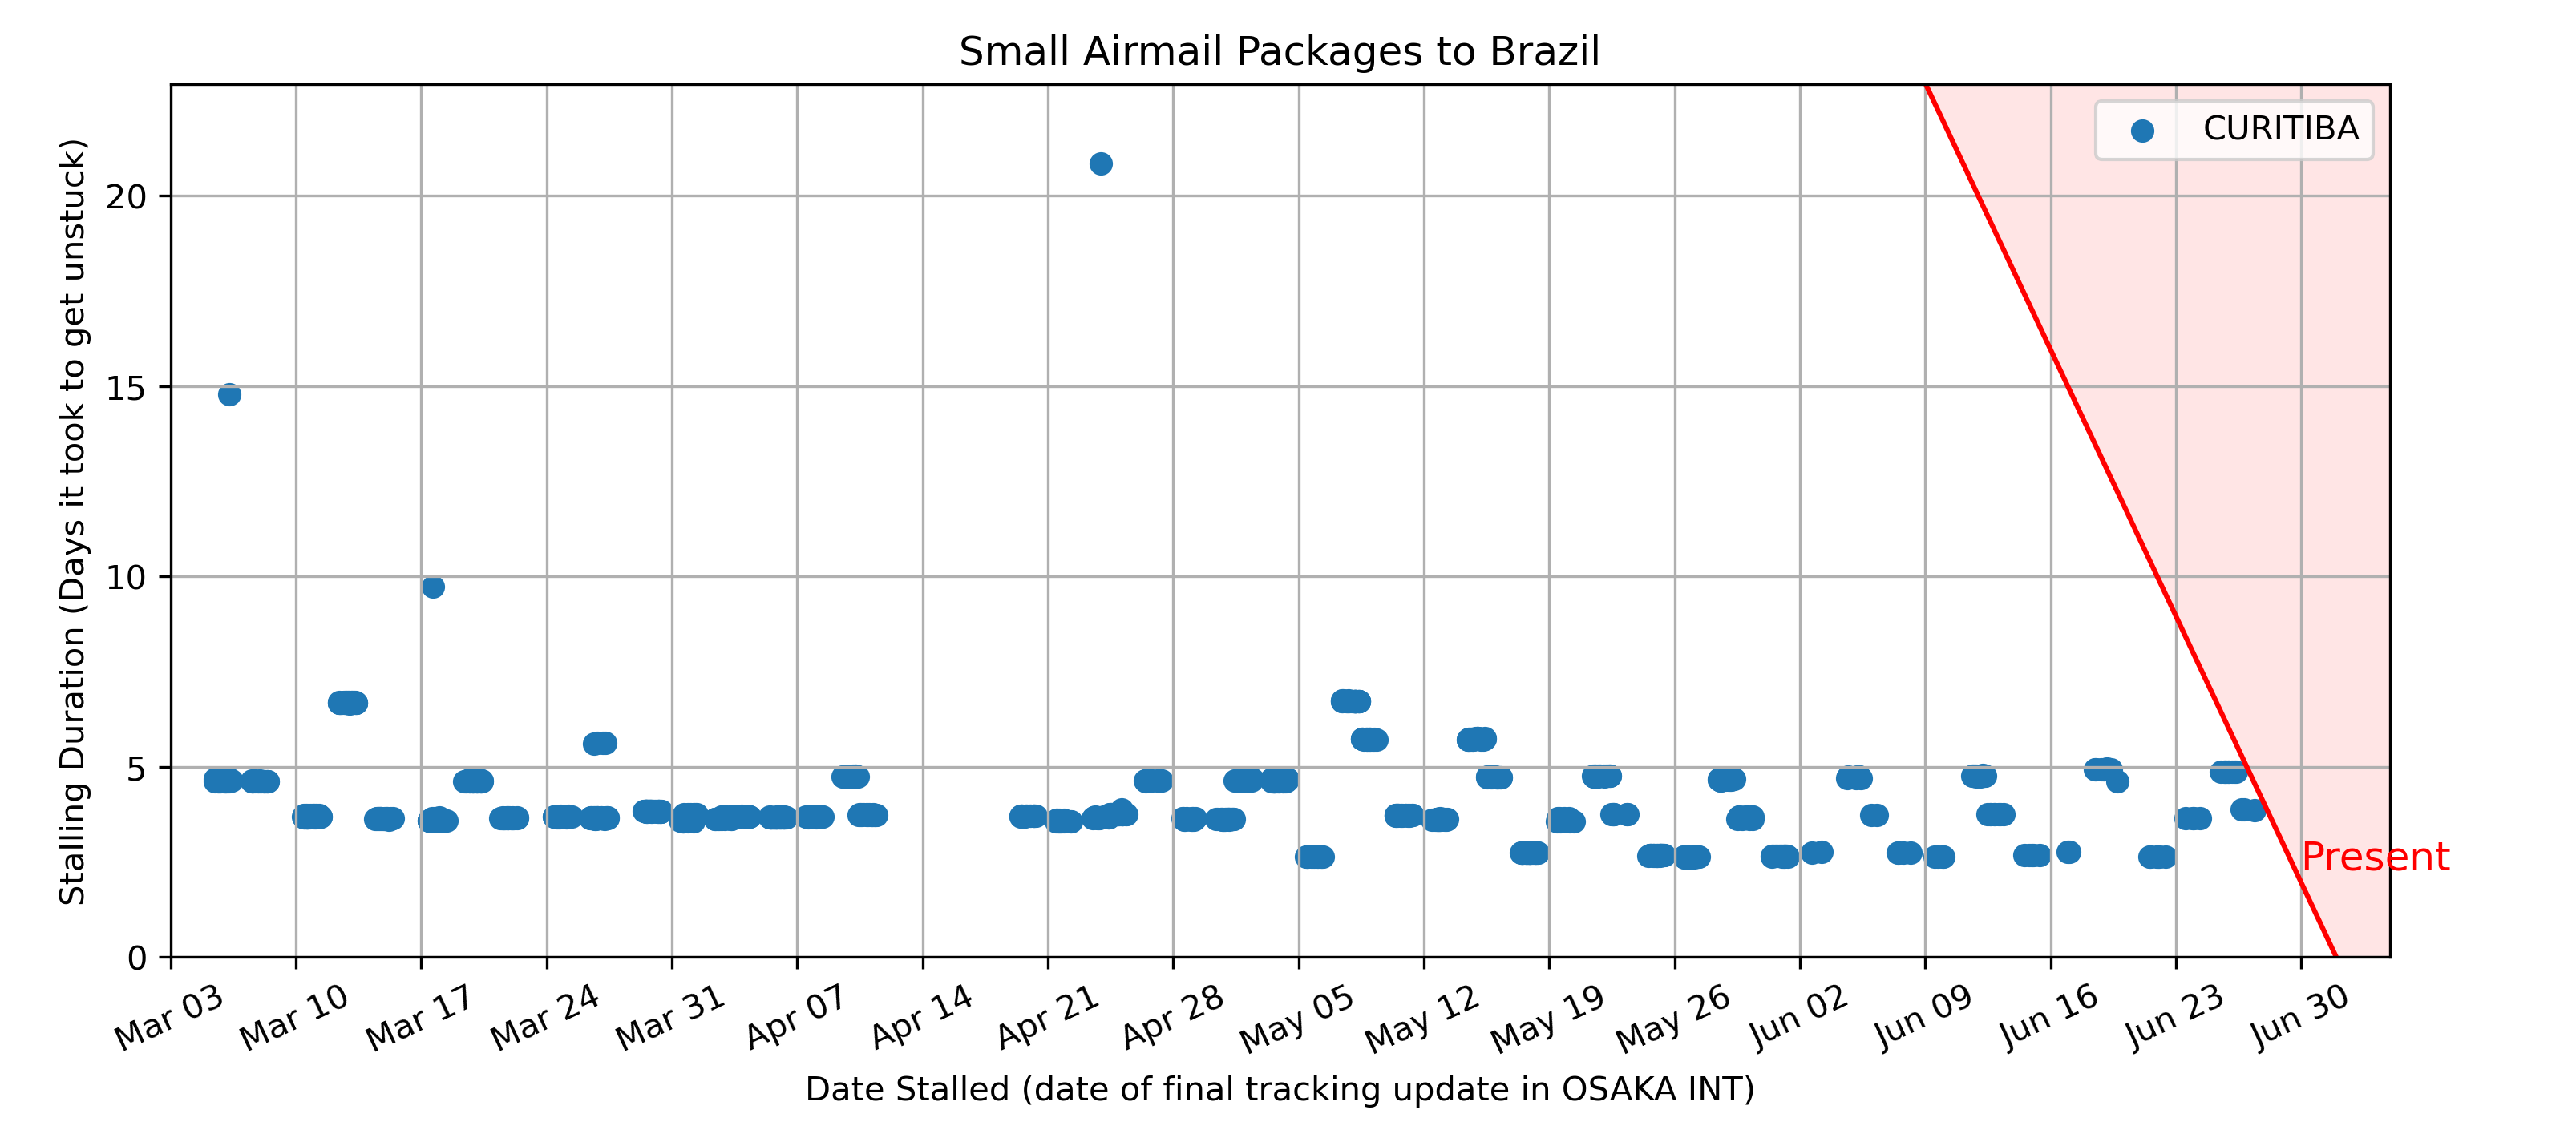 Small Airmail Packages to Brazil
CURITIBA
Stalling Duration (Days it took to get unstuck)
20
15
10
5
0
Present
Mar 03
Mar 10
Mar 17
Mar 24
Mar 31
Apr 07
Apr 14
Apr 21
Apr 28
May 05
May 12
May 19
May 26
Jun 02
Jun 09
Jun 16
Jun 23
Jun 30
Date Stalled (date of final tracking update in OSAKA INT)